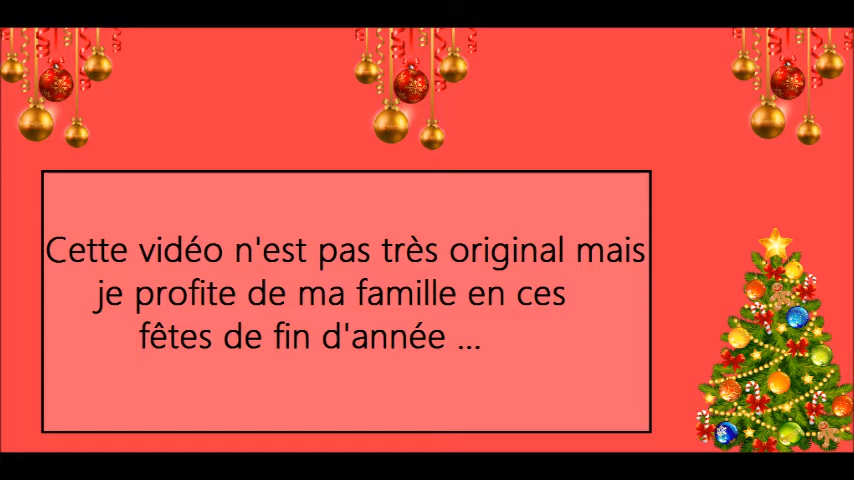 Cette vidéo n'est pas très original mais
je profite de ma famille en ces
fêtes de fin d'année ...